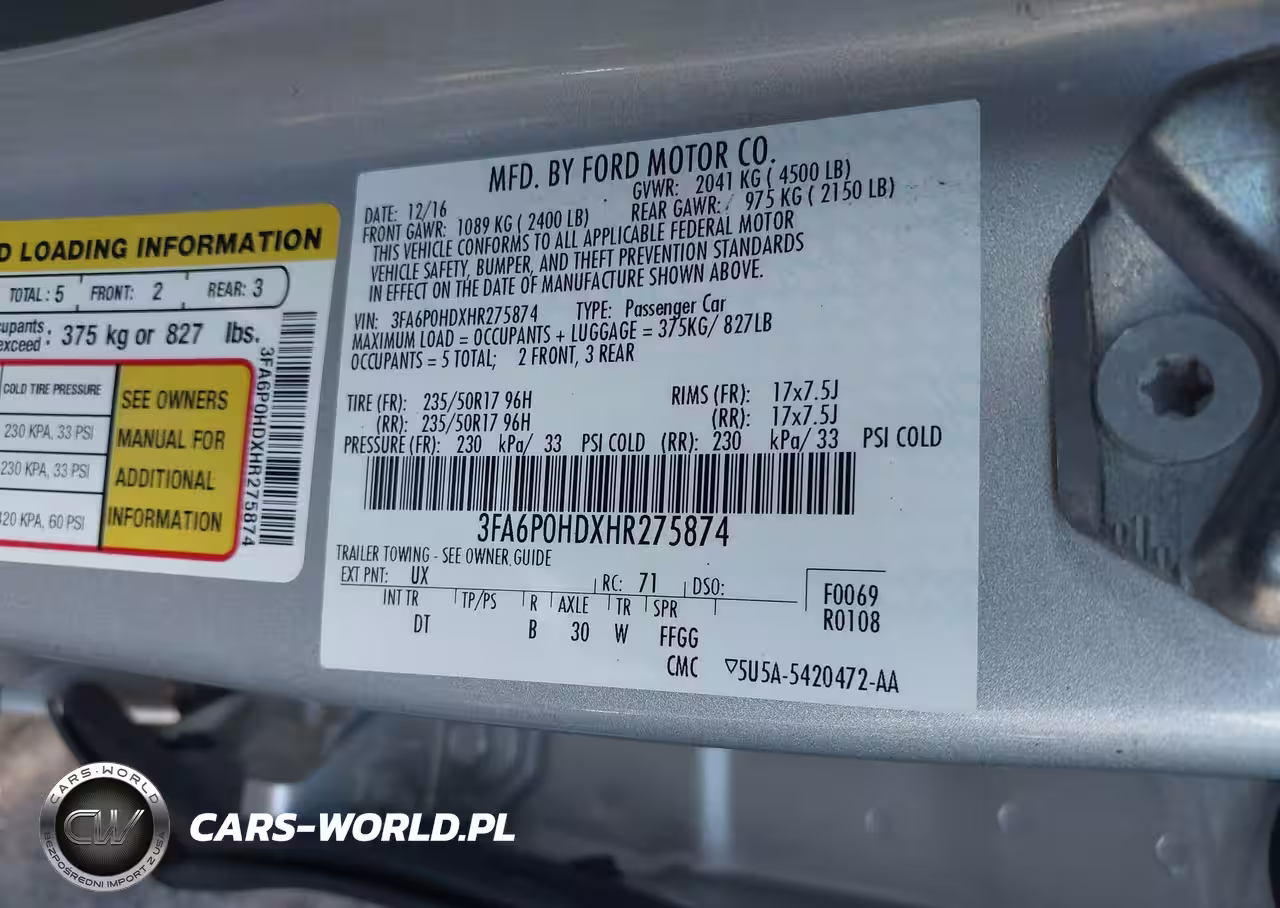 D LOADING INFORMATION
TOTAL: 5 FRONT: 2 REAR: 3
upants
exceed : 375 kg or 827 lbs.
COLD TIRE PRESSURE
230 KPA, 33 PSI
230 KPA, 33 PSI
420 KPA, 60 PSI
SEE OWNERS
MANUAL FOR
ADDITIONAL
INFORMATION
3FA6P0HDXHR275874
MFD. BY FORD MOTOR CO.
DATE: 12/16 GVWR: 2041 KG ( 4500 LB)
FRONT GAWR: 1089 KG ( 2400 LB) REAR GAWR: 975 KG ( 2150 LB)
THIS VEHICLE CONFORMS TO ALL APPLICABLE FEDERAL MOTOR
VEHICLE SAFETY, BUMPER, AND THEFT PREVENTION STANDARDS
IN EFFECT ON THE DATE OF MANUFACTURE SHOWN ABOVE.
VIN: 3FA6P0HDXHR275874 TYPE: Passenger Car
MAXIMUM LOAD = OCCUPANTS + LUGGAGE = 375KG/ 827LB
OCCUPANTS = 5 TOTAL; 2 FRONT, 3 REAR
TIRE (FR): 235/50R17 96H RIMS (FR): 17x7.5J
(RR): 235/50R17 96H (RR): 17x7.5J
PRESSURE (FR): 230 kPa/ 33 PSI COLD (RR): 230 kPa/ 33 PSI COLD
3FA6P0HDXHR275874
TRAILER TOWING - SEE OWNER GUIDE
EXT PNT: UX RC: 71 DSO:
INT TR TP/PS R AXLE TR SPR
DT B 30 W FFGG
F0069
R0108
CMC ▽5U5A-5420472-AA
CARS-WORLD
CW
BEZPOŚREDNI IMPORT Z USA
CARS-WORLD.PL